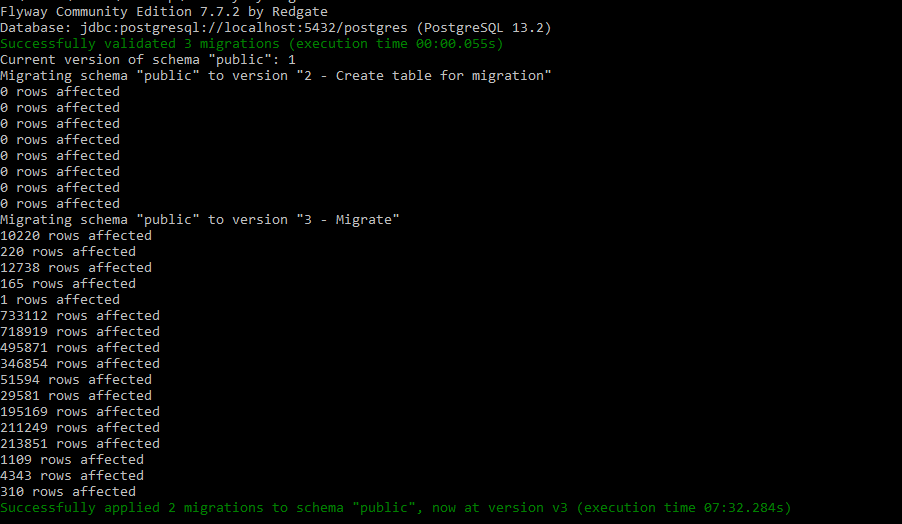 Flyway Community Edition 7.7.2 by Redgate
Database: jdbc:postgresql://localhost:5432/postgres (PostgreSQL 13.2)
Successfully validated 3 migrations (execution time 00:00.055s)
Current version of schema "public": 1
Migrating schema "public" to version "2 - Create table for migration"
0 rows affected
0 rows affected
0 rows affected
0 rows affected
0 rows affected
0 rows affected
0 rows affected
0 rows affected
Migrating schema "public" to version "3 - Migrate"
10220 rows affected
220 rows affected
12738 rows affected
165 rows affected
1 rows affected
733112 rows affected
718919 rows affected
495871 rows affected
346854 rows affected
51594 rows affected
29581 rows affected
195169 rows affected
211249 rows affected
213851 rows affected
1109 rows affected
4343 rows affected
310 rows affected
Successfully applied 2 migrations to schema "public", now at version v3 (execution time 07:32.284s)